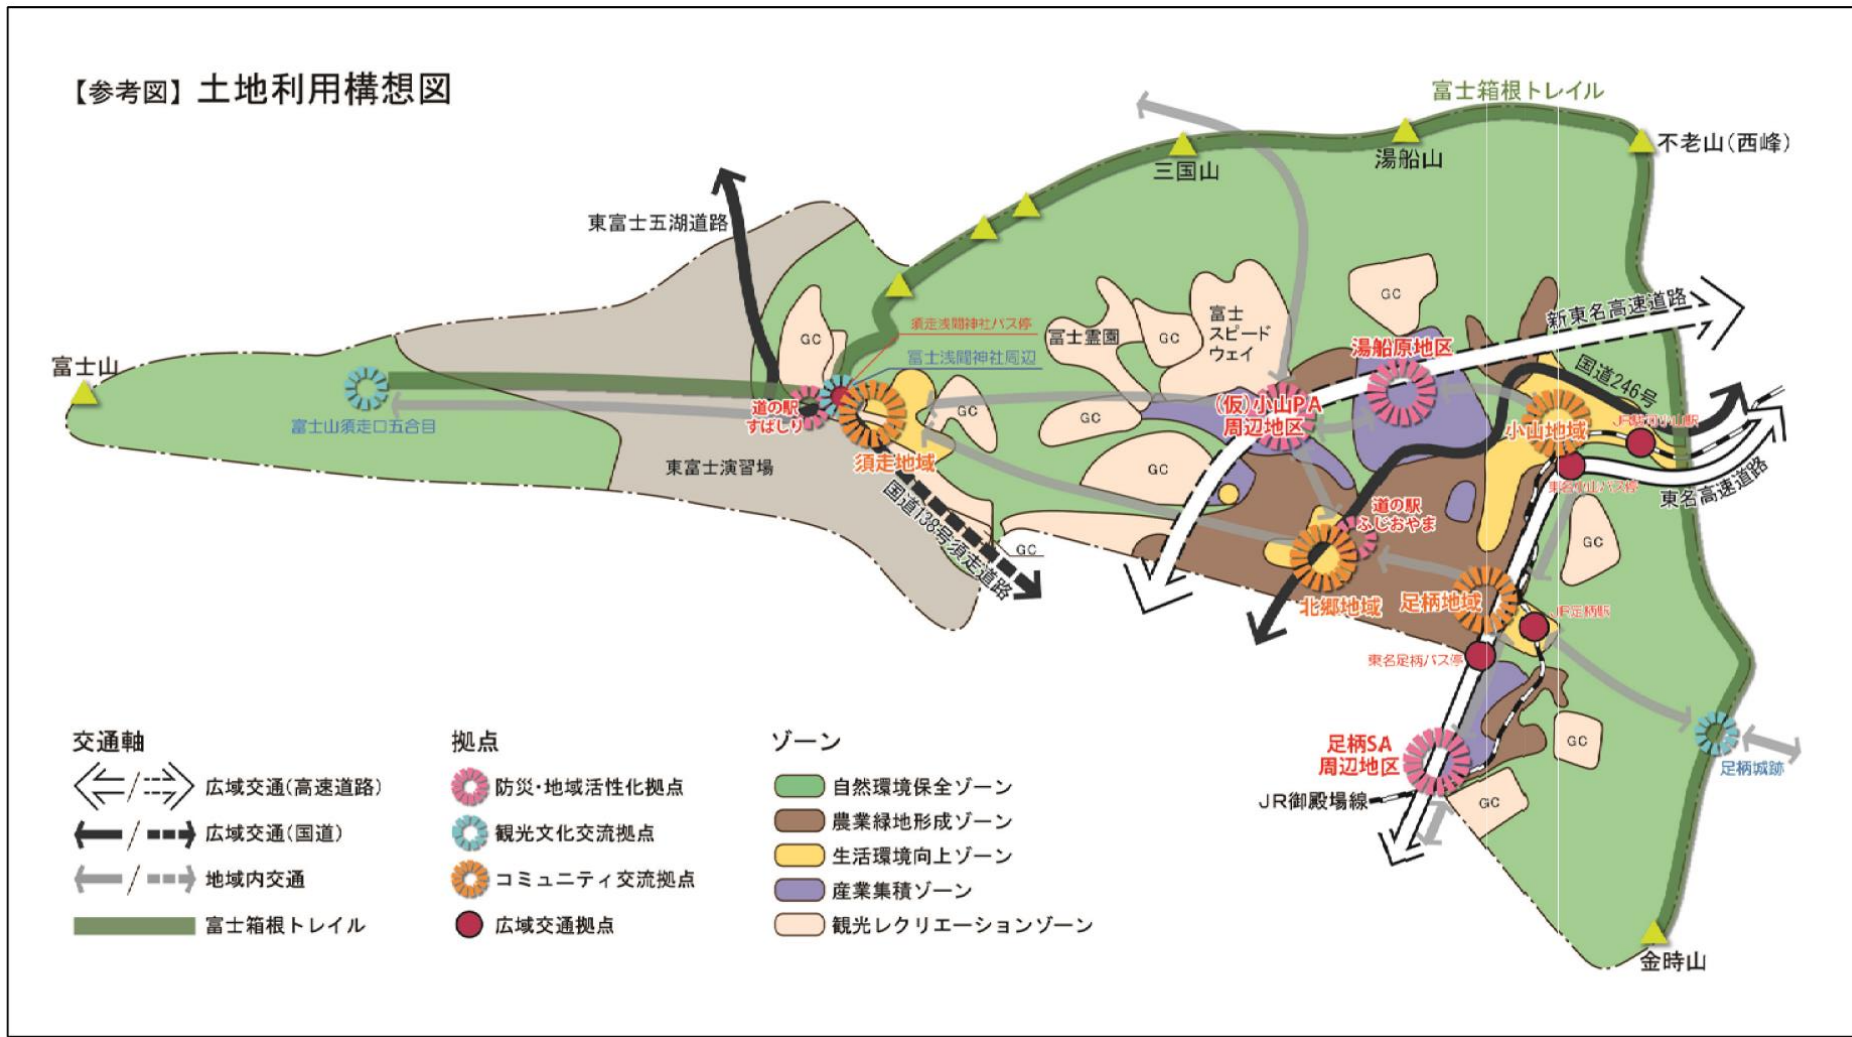 【参考図】土地利用構想図
富士箱根トレイル
不老山(西峰)
湯船山
三国山
東富士五湖道路
新東名高速道路
GC
富士
スピード
ウェイ
GC
富士霊園
GC
須走浅間神社バス停
冨士浅間神社周辺
湯船原地区
国道246号
富士山
道の駅
すばしり
GC
(仮)小山PA
周辺地区
小山地域
JR駿河小山駅
富士山須走口五合目
須走地域
東富士演習場
GC
東名小山バス停
東名高速道路
国道138号須走道路
道の駅
ふじおやま
GC
GC
北郷地域
足柄地域
JR足柄駅
東名足柄バス停
足柄SA
周辺地区
GC
足柄城跡
JR御殿場線
GC
金時山
交通軸
広域交通(高速道路)
広域交通(国道)
地域内交通
富士箱根トレイル
拠点
防災・地域活性化拠点
観光文化交流拠点
コミュニティ交流拠点
広域交通拠点
ゾーン
自然環境保全ゾーン
農業緑地形成ゾーン
生活環境向上ゾーン
産業集積ゾーン
観光レクリエーションゾーン